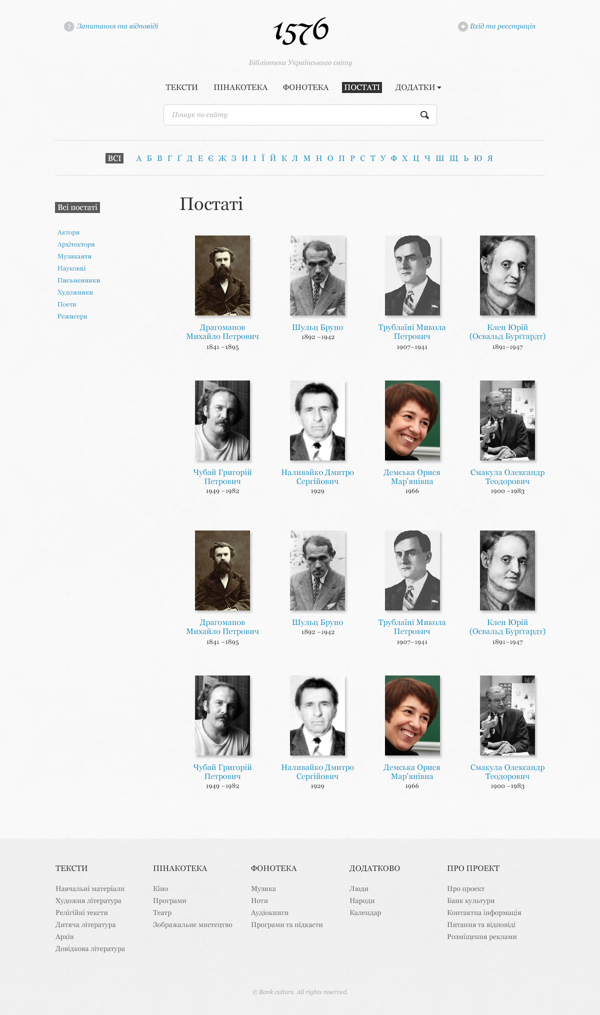 Запитання та відповіді
1576
Вхід та реєстрація
Бібліотека Українського світу
ТЕКСТИ ПІНАКОТЕКА ФОНОТЕКА ПОСТАТІ ДОДАТКИ
Пошук по сайту
ВСІ А Б В Г Ґ Д Е Є Ж З И І Ї Й К Л М Н О П Р С Т У Ф Х Ц Ч Ш Щ Ь Ю Я
Всі постаті
Актори
Архітектори
Музиканти
Науковці
Письменники
Художники
Поети
Режисери
Постаті
Драгоманов
Михайло Петрович
1841 –1895
Шульц Бруно
1892 –1942
Трублаїні Микола
Петрович
1907–1941
Клен Юрій
(Освальд Бургґардт)
1891–1947
Чубай Григорій
Петрович
1949 –1982
Наливайко Дмитро
Сергійович
1929
Демська Орися
Мар'янівна
1966
Смакула Олександр
Теодорович
1900 –1983
Драгоманов
Михайло Петрович
1841 –1895
Шульц Бруно
1892 –1942
Трублаїні Микола
Петрович
1907–1941
Клен Юрій
(Освальд Бургґардт)
1891–1947
Чубай Григорій
Петрович
1949 –1982
Наливайко Дмитро
Сергійович
1929
Демська Орися
Мар'янівна
1966
Смакула Олександр
Теодорович
1900 –1983
ТЕКСТИ
Навчальні матеріали
Художня література
Релігійні тексти
Дитяча література
Архів
Довідкова література
ПІНАКОТЕКА
Кіно
Програми
Театр
Зображальне мистецтво
ФОНОТЕКА
Музика
Ноти
Аудіокниги
Програми та підкасти
ДОДАТКОВО
Люди
Народи
Календар
ПРО ПРОЕКТ
Про проект
Банк культури
Контактна інформація
Питання та відповіді
Розміщення реклами
© Bank culture. All rights reserved.